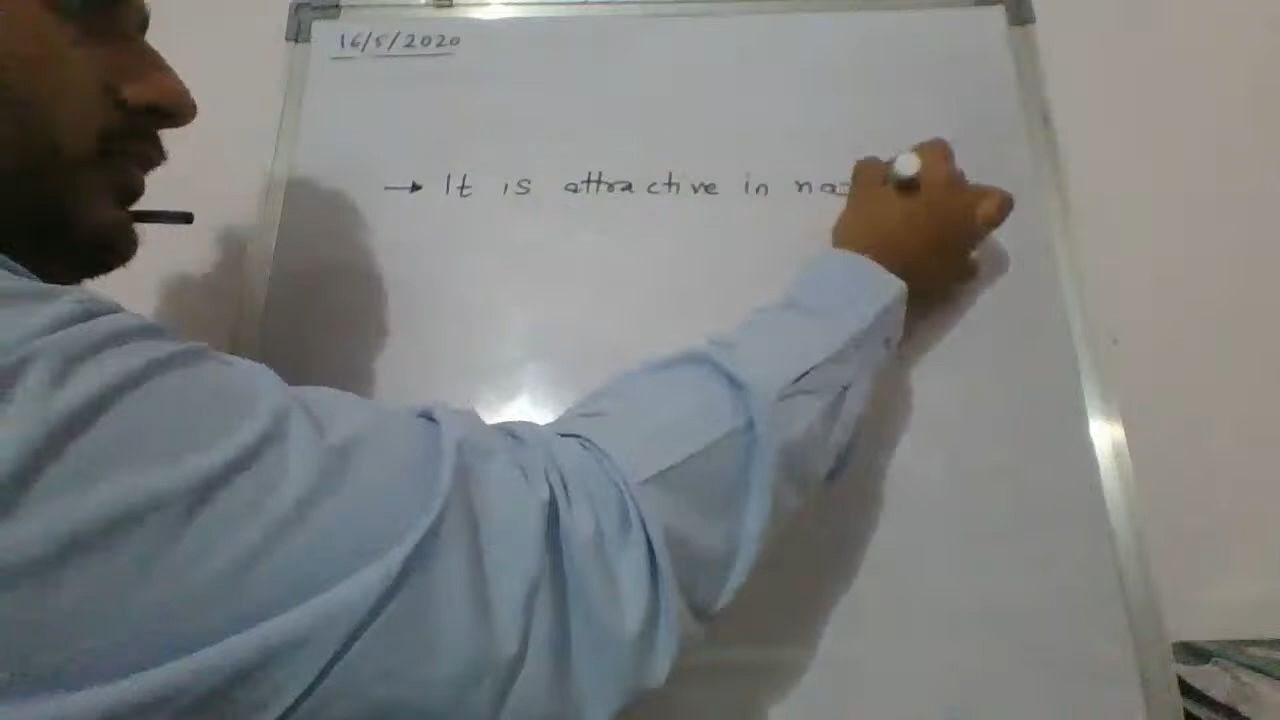 16/5/2020
→ It is attractive in na